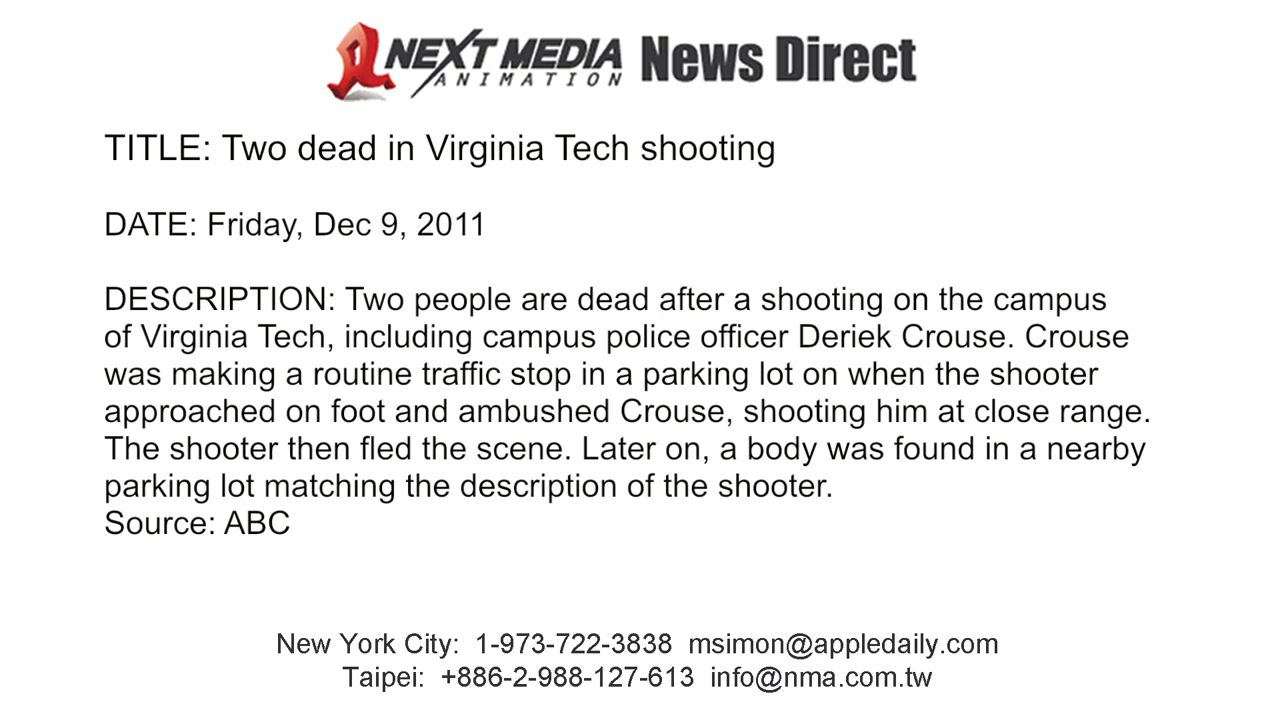 NEXT MEDIA ANIMATION News Direct
TITLE: Two dead in Virginia Tech shooting
DATE: Friday, Dec 9, 2011
DESCRIPTION: Two people are dead after a shooting on the campus
of Virginia Tech, including campus police officer Deriek Crouse. Crouse
was making a routine traffic stop in a parking lot on when the shooter
approached on foot and ambushed Crouse, shooting him at close range.
The shooter then fled the scene. Later on, a body was found in a nearby
parking lot matching the description of the shooter.
Source: ABC
New York City: 1-973-722-3838 msimon@appledaily.com
Taipei: +886-2-988-127-613 info@nma.com.tw